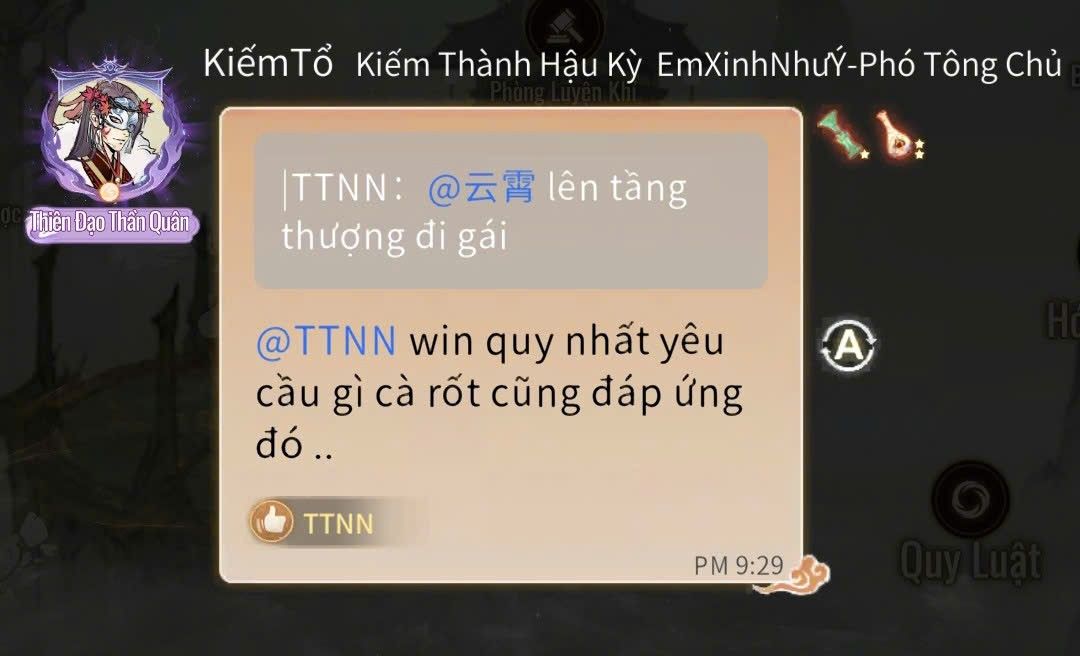 KiếmTổ Kiếm Thành Hậu Kỳ EmXinhNhưÝ-Phó Tông Chủ
Phòng Luyện Khí
Thiên Đạo Thần Quân
TTNN: @云霄 lên tầng
thượng đi gái
@TTNN win quy nhất yêu
cầu gì cà rốt cũng đáp ứng
đó ..
A
TTNN
PM 9:29
Quy Luật